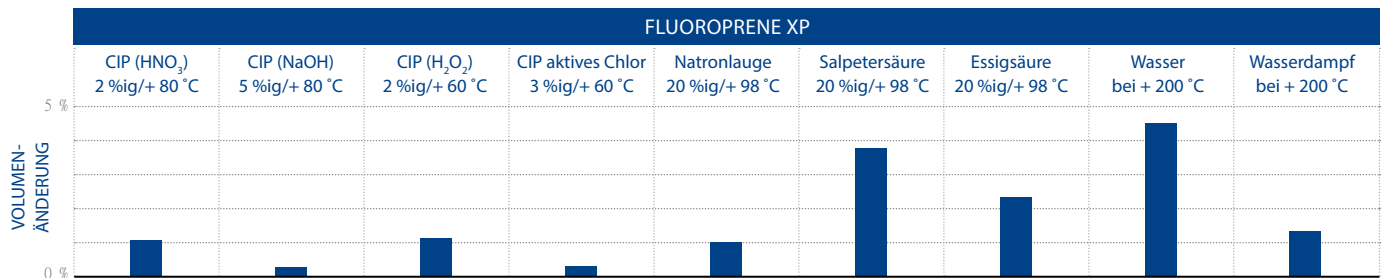 FLUOROPRENE XP
CIP (HNO₃)
2 %ig/+ 80 ˚C
CIP (NaOH)
5 %ig/+ 80 ˚C
CIP (H₂O₂)
2 %ig/+ 60 ˚C
CIP aktives Chlor
3 %ig/+ 60 ˚C
Natronlauge
20 %ig/+ 98 ˚C
Salpetersäure
20 %ig/+ 98 ˚C
Essigsäure
20 %ig/+ 98 ˚C
Wasser
bei + 200 ˚C
Wasserdampf
bei + 200 ˚C
5 %
VOLUMEN-
ÄNDERUNG
0 %